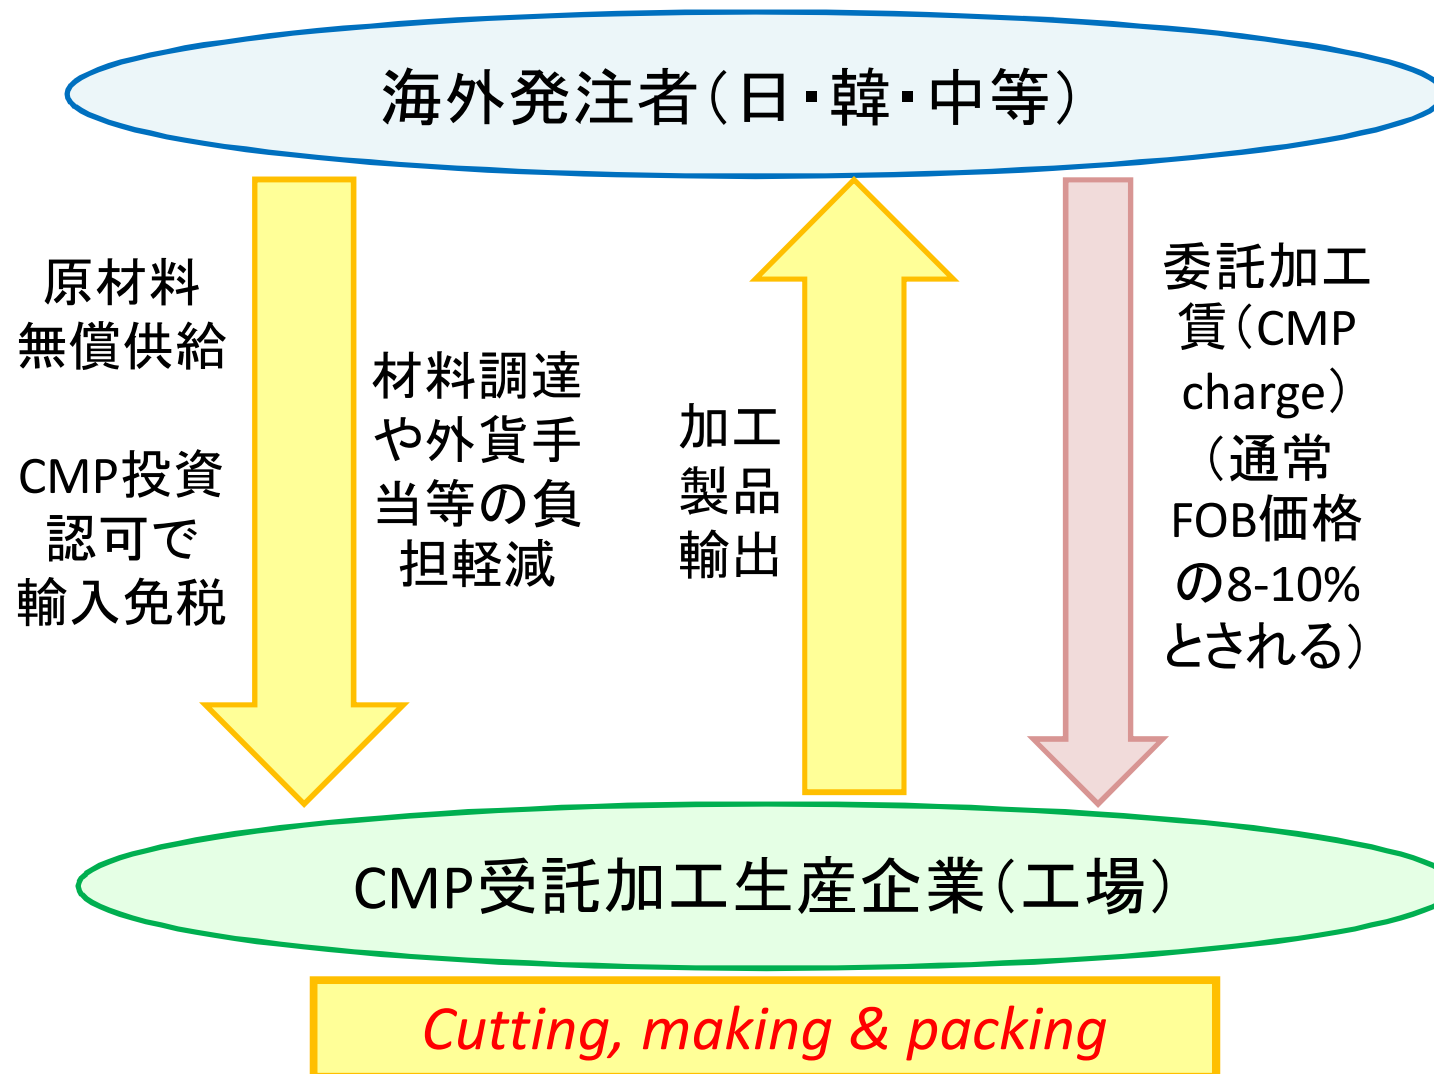 海外発注者（日・韓・中等）
原材料
無償供給
CMP投資
認可で
輸入免税
材料調達
や外貨手
当等の負
担軽減
加工
製品
輸出
委託加工
賃（CMP
charge）
（通常
FOB価格
の8-10%
とされる）
CMP受託加工生産企業（工場）
Cutting, making & packing